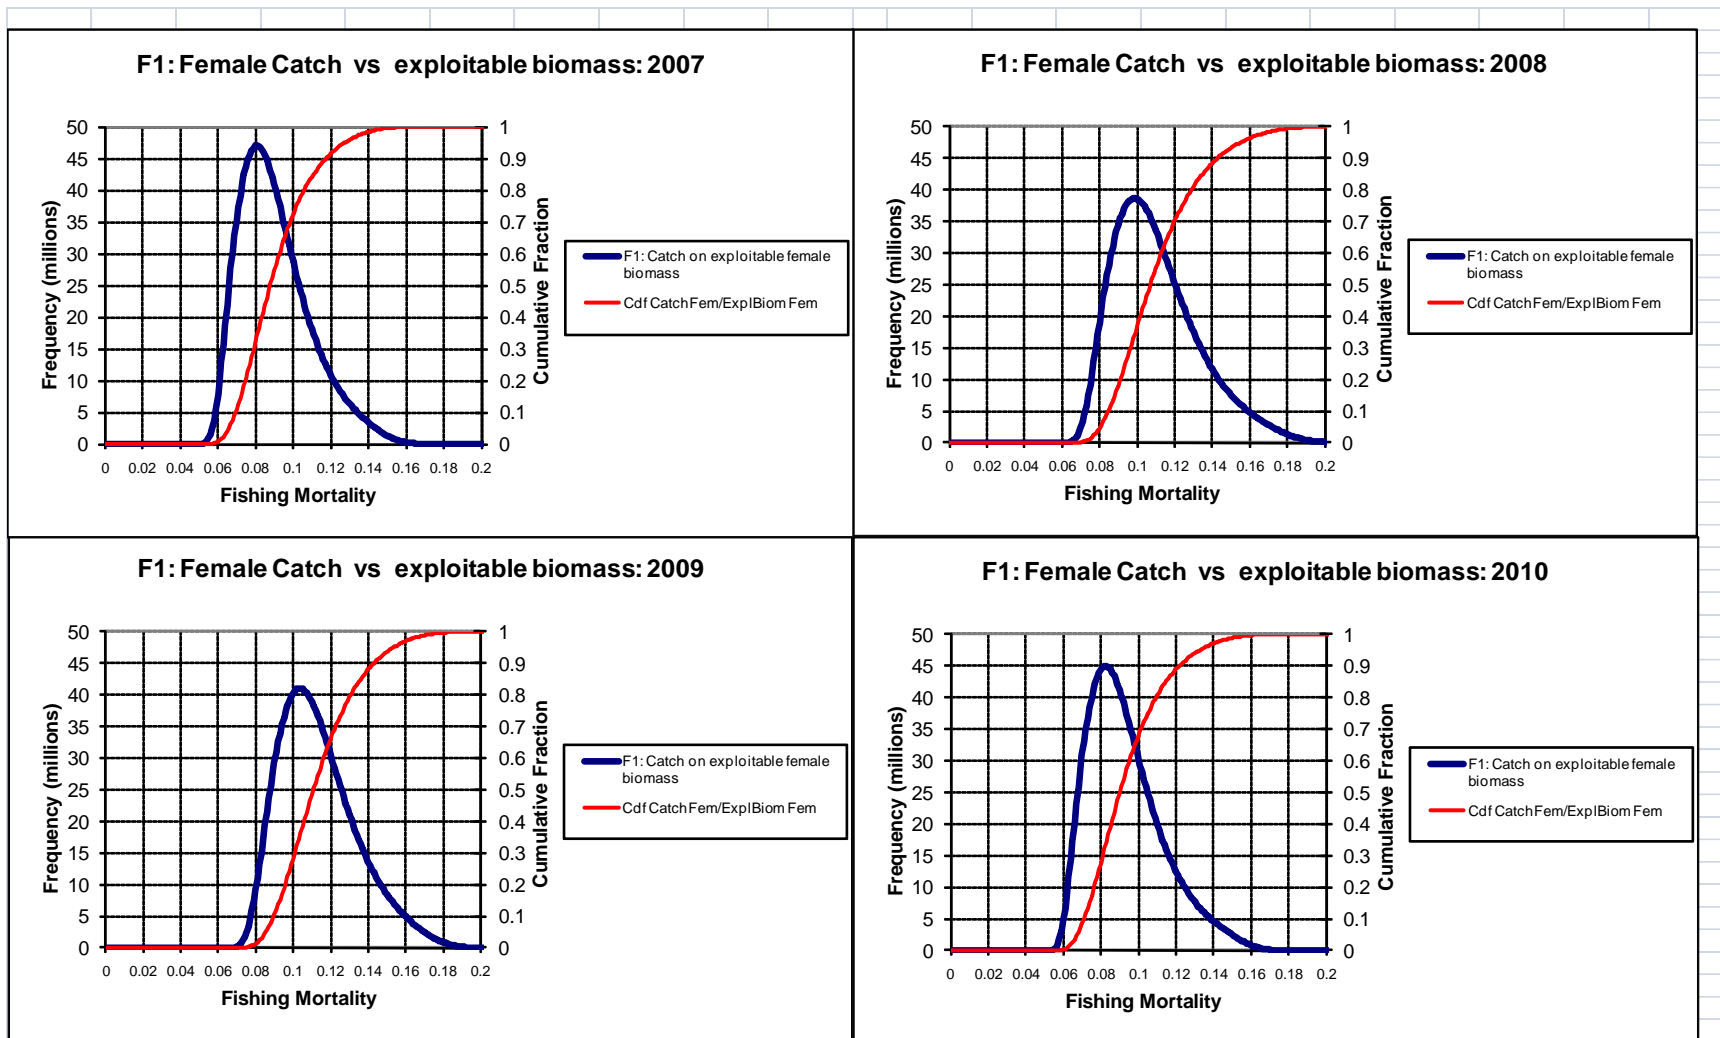 F1: Female Catch vs exploitable biomass: 2007
50
45
40
35
30
25
20
15
10
5
0
Frequency (millions)
1
0.9
0.8
0.7
0.6
0.5
0.4
0.3
0.2
0.1
0
Cumulative Fraction
0 0.02 0.04 0.06 0.08 0.1 0.12 0.14 0.16 0.18 0.2
Fishing Mortality
F1: Catch on exploitable female
biomass
Cdf CatchFem/ExplBiom Fem
F1: Female Catch vs exploitable biomass: 2008
50
45
40
35
30
25
20
15
10
5
0
Frequency (millions)
1
0.9
0.8
0.7
0.6
0.5
0.4
0.3
0.2
0.1
0
Cumulative Fraction
0 0.02 0.04 0.06 0.08 0.1 0.12 0.14 0.16 0.18 0.2
Fishing Mortality
F1: Catch on exploitable female
biomass
Cdf CatchFem/ExplBiom Fem
F1: Female Catch vs exploitable biomass: 2009
50
45
40
35
30
25
20
15
10
5
0
Frequency (millions)
1
0.9
0.8
0.7
0.6
0.5
0.4
0.3
0.2
0.1
0
Cumulative Fraction
0 0.02 0.04 0.06 0.08 0.1 0.12 0.14 0.16 0.18 0.2
Fishing Mortality
F1: Catch on exploitable female
biomass
Cdf CatchFem/ExplBiom Fem
F1: Female Catch vs exploitable biomass: 2010
50
45
40
35
30
25
20
15
10
5
0
Frequency (millions)
1
0.9
0.8
0.7
0.6
0.5
0.4
0.3
0.2
0.1
0
Cumulative Fraction
0 0.02 0.04 0.06 0.08 0.1 0.12 0.14 0.16 0.18 0.2
Fishing Mortality
F1: Catch on exploitable female
biomass
Cdf CatchFem/ExplBiom Fem